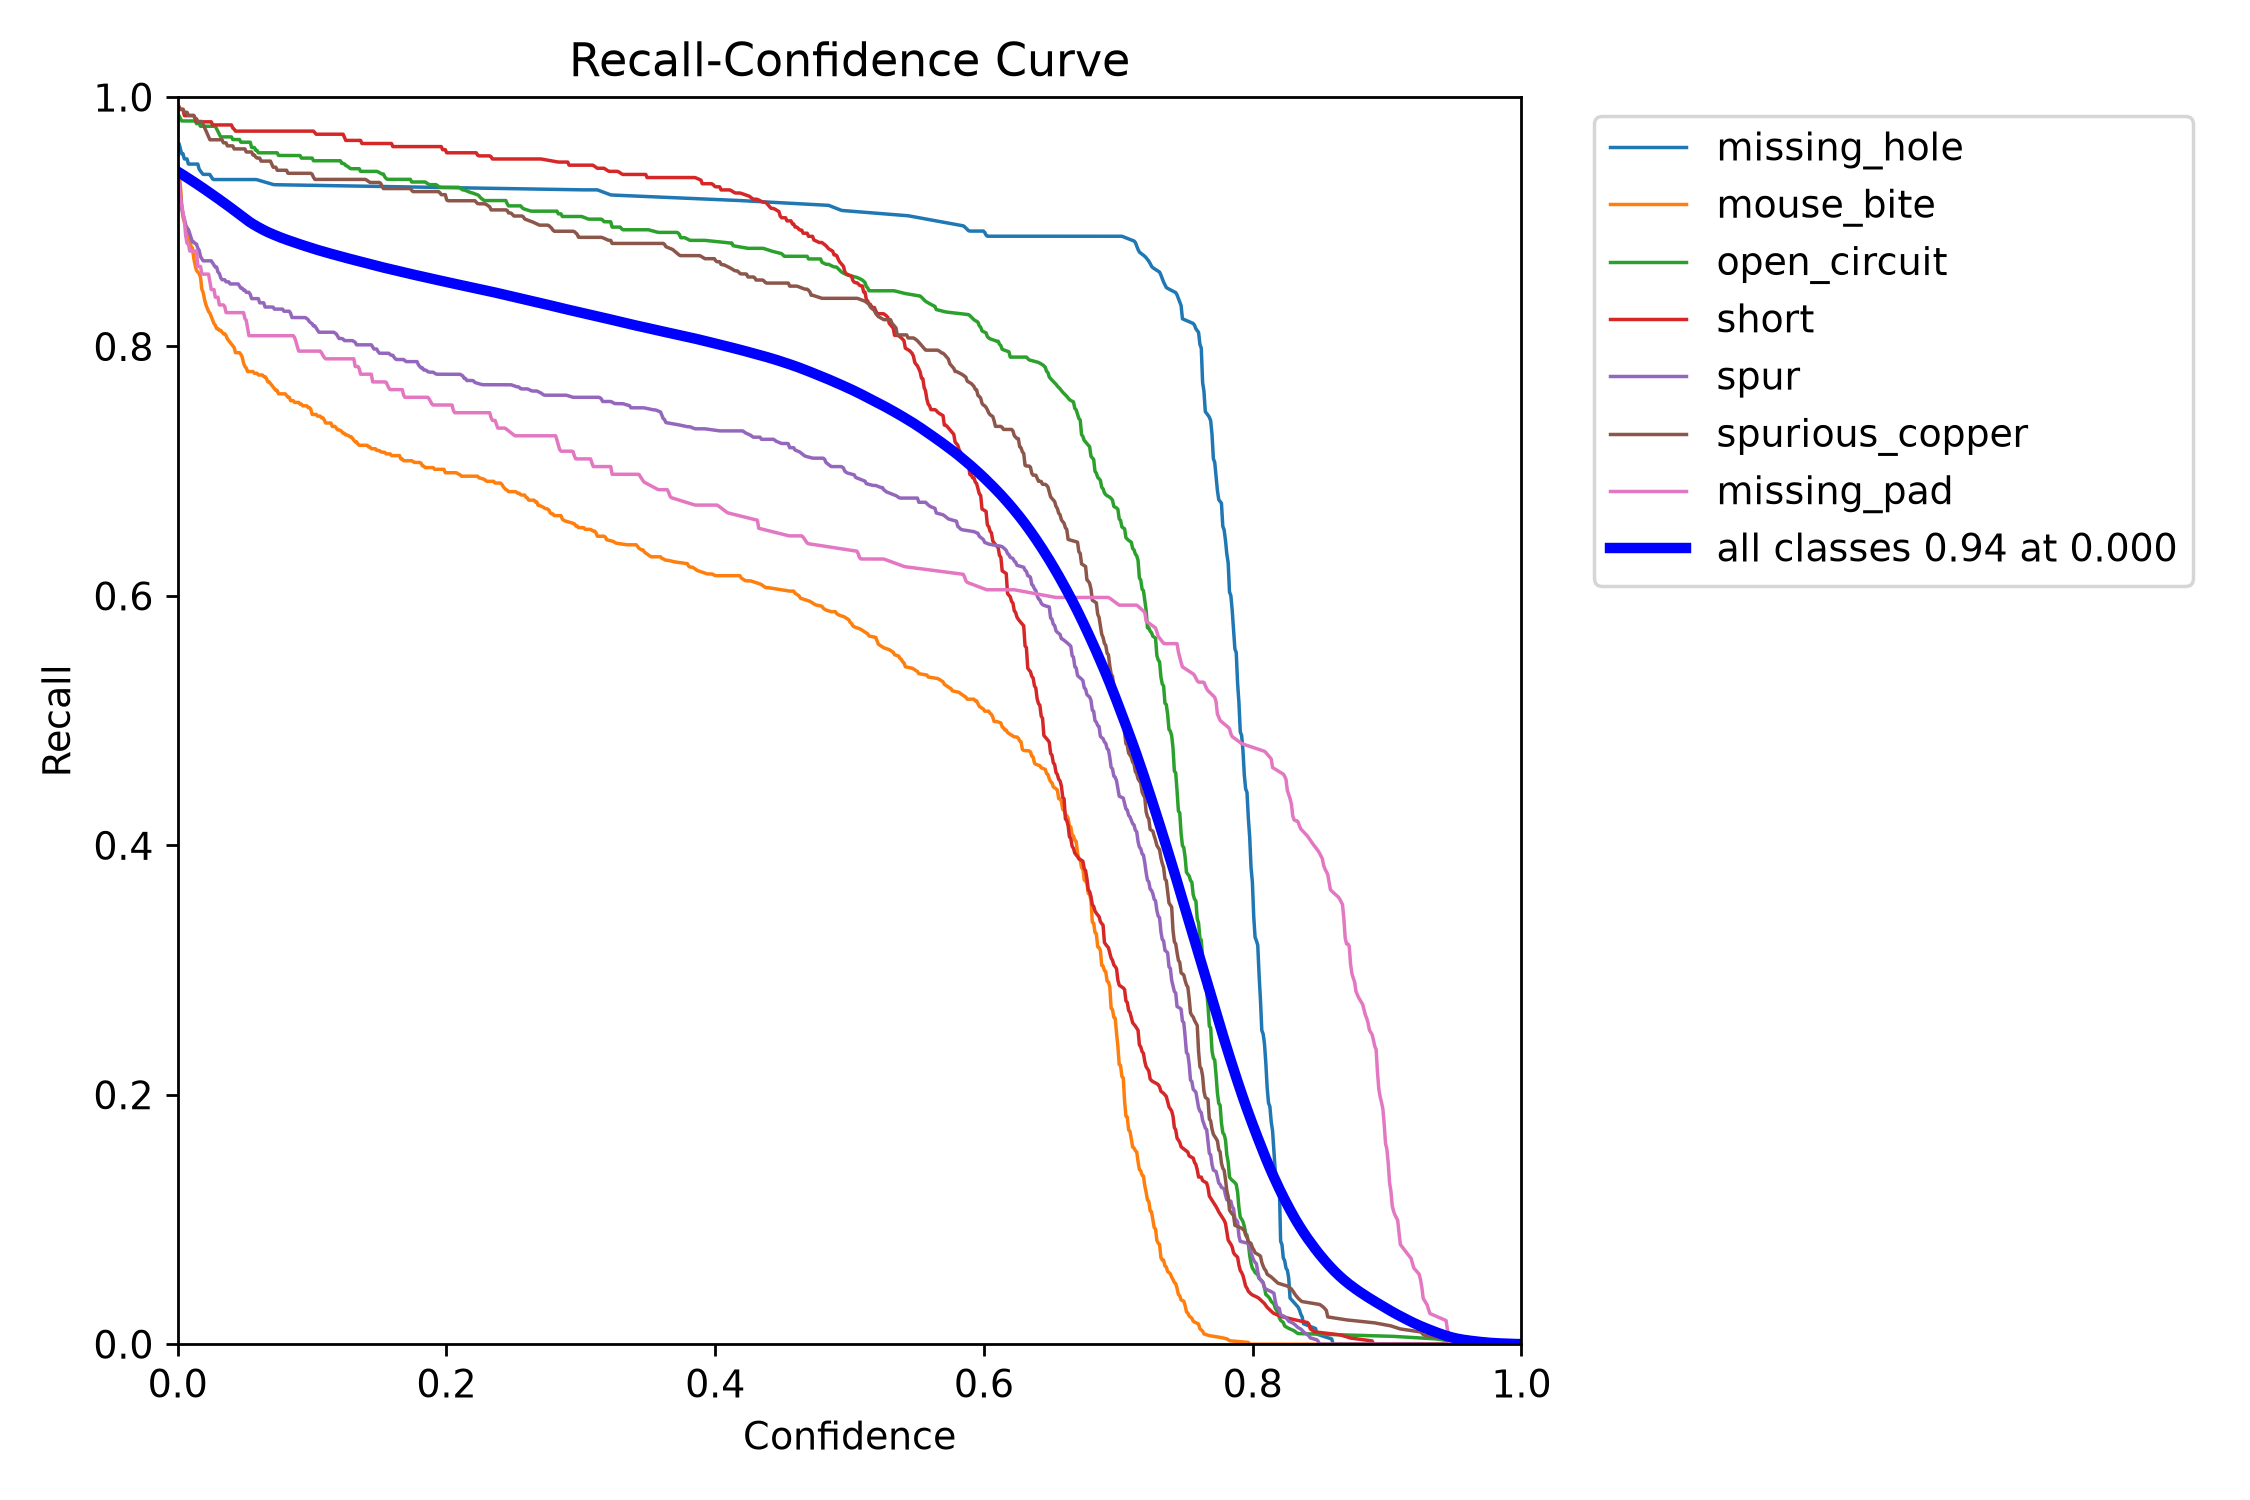 Recall-Confidence Curve
1.0
0.8
0.6
0.4
0.2
0.0
Recall
0.0 0.2 0.4 0.6 0.8 1.0
Confidence
missing_hole
mouse_bite
open_circuit
short
spur
spurious_copper
missing_pad
all classes 0.94 at 0.000